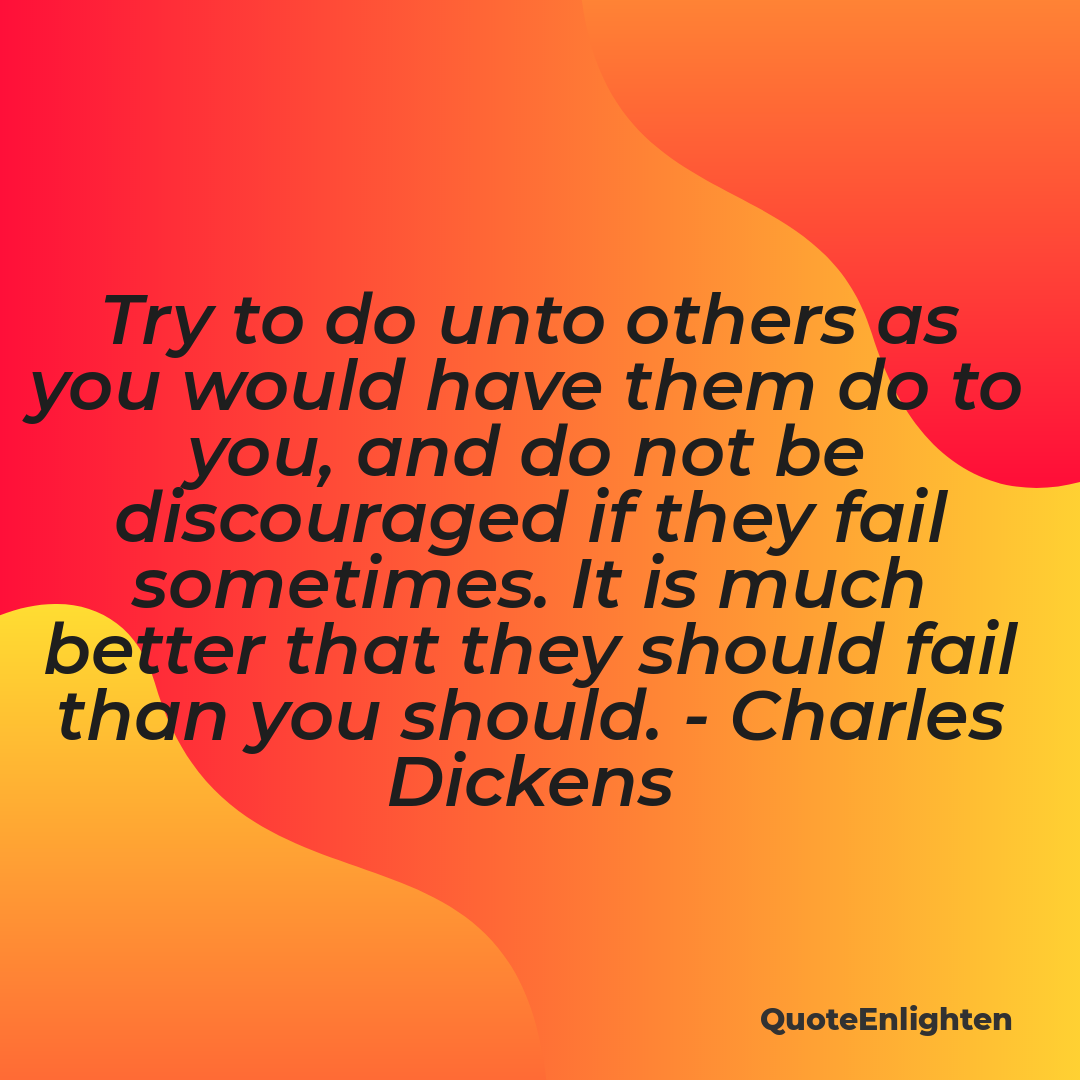 Try to do unto others as
you would have them do to
you, and do not be
discouraged if they fail
sometimes. It is much
better that they should fail
than you should. - Charles
Dickens
QuoteEnlighten